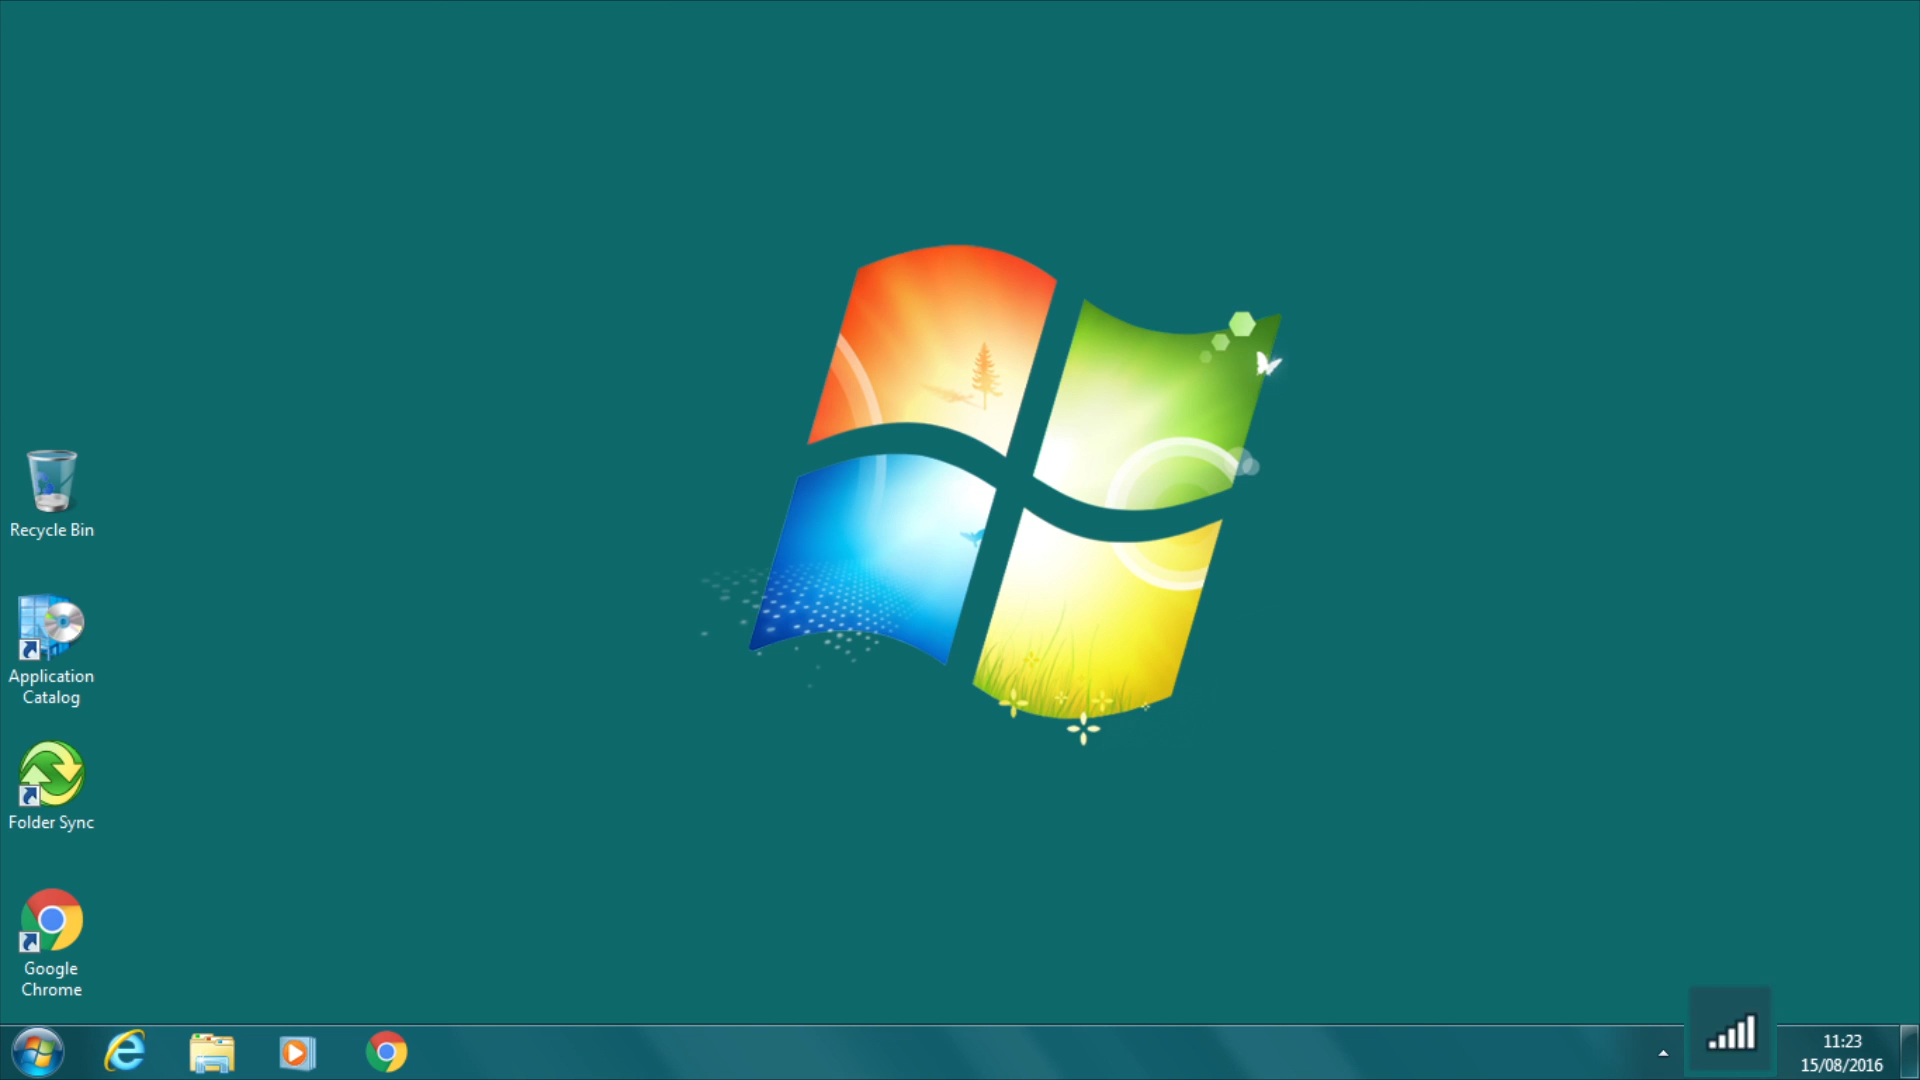 Recycle Bin
Application
Catalog
Folder Sync
Google
Chrome
11:23
15/08/2016